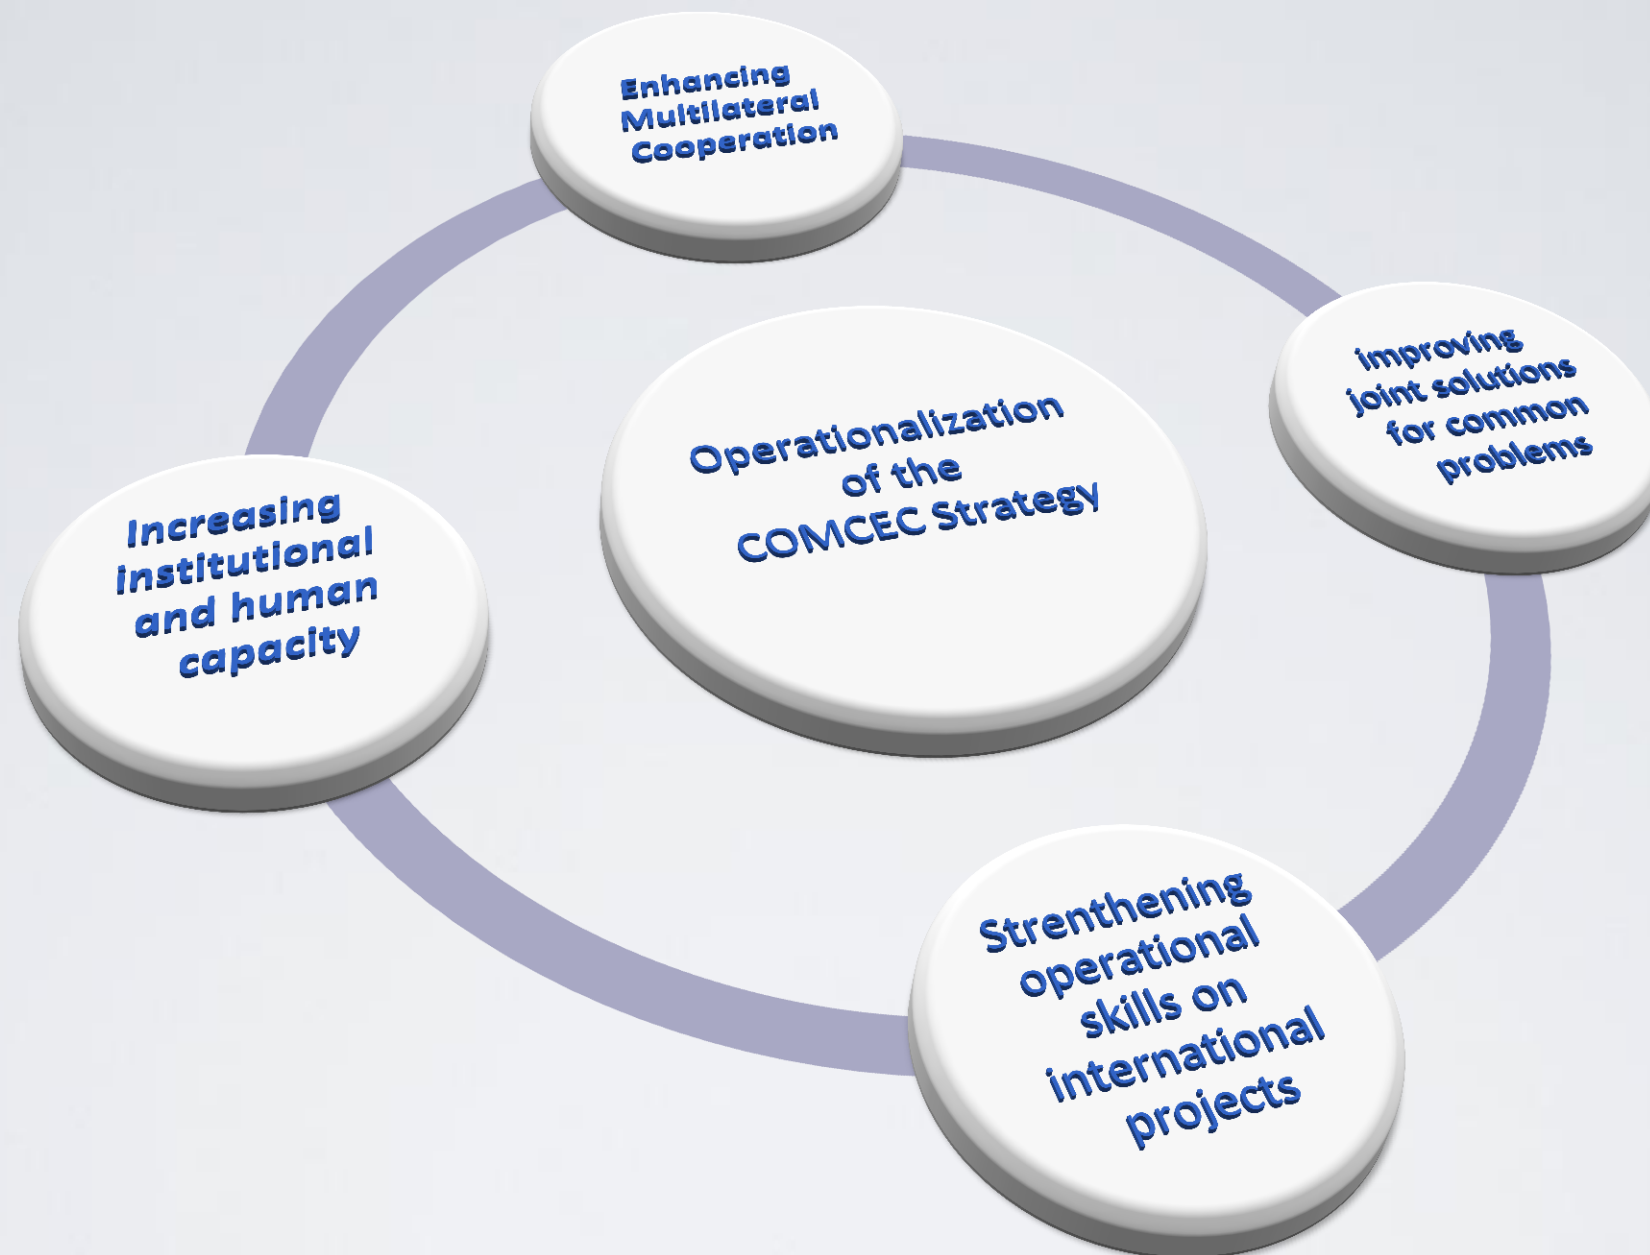 Enhancing
Multilateral
Cooperation
improving
joint solutions
for common
problems
Operationalization
of the
COMCEC Strategy
Increasing
institutional
and human
capacity
Strenthening
operational
skills on
international
projects